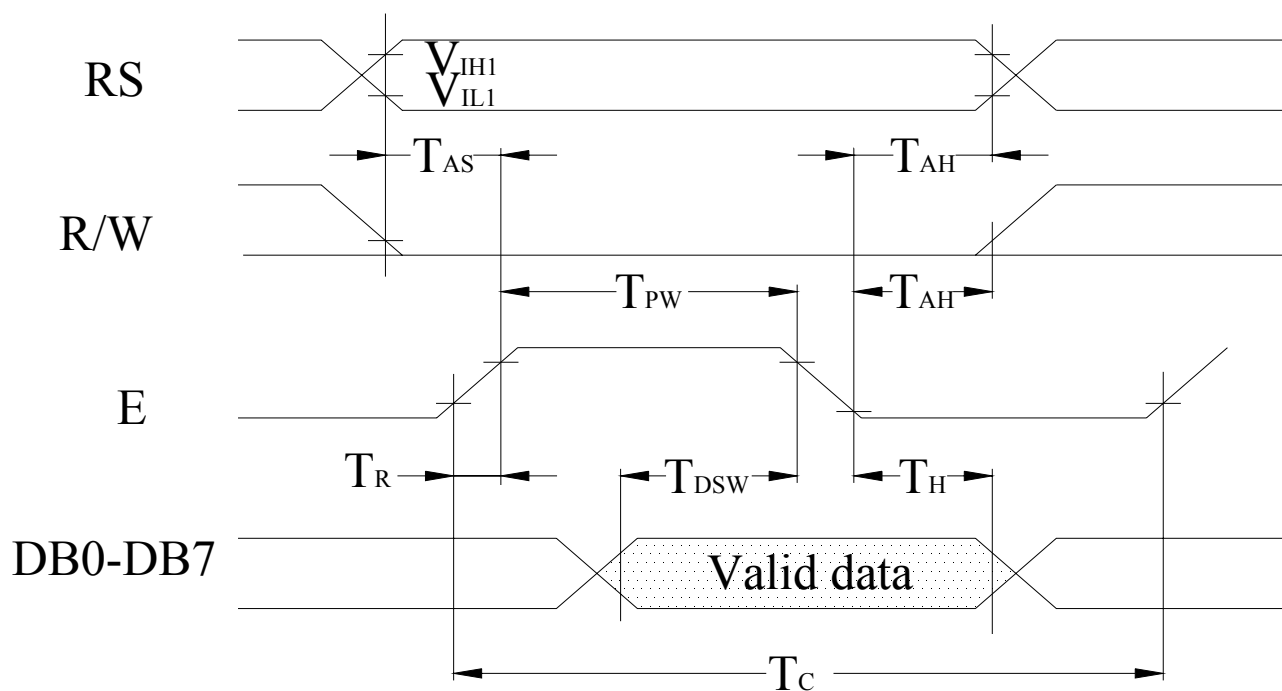 RS
VIH1
VIL1
TAS
TAH
R/W
TPW
TAH
E
TR
TDSW
TH
DB0-DB7
Valid data
TC